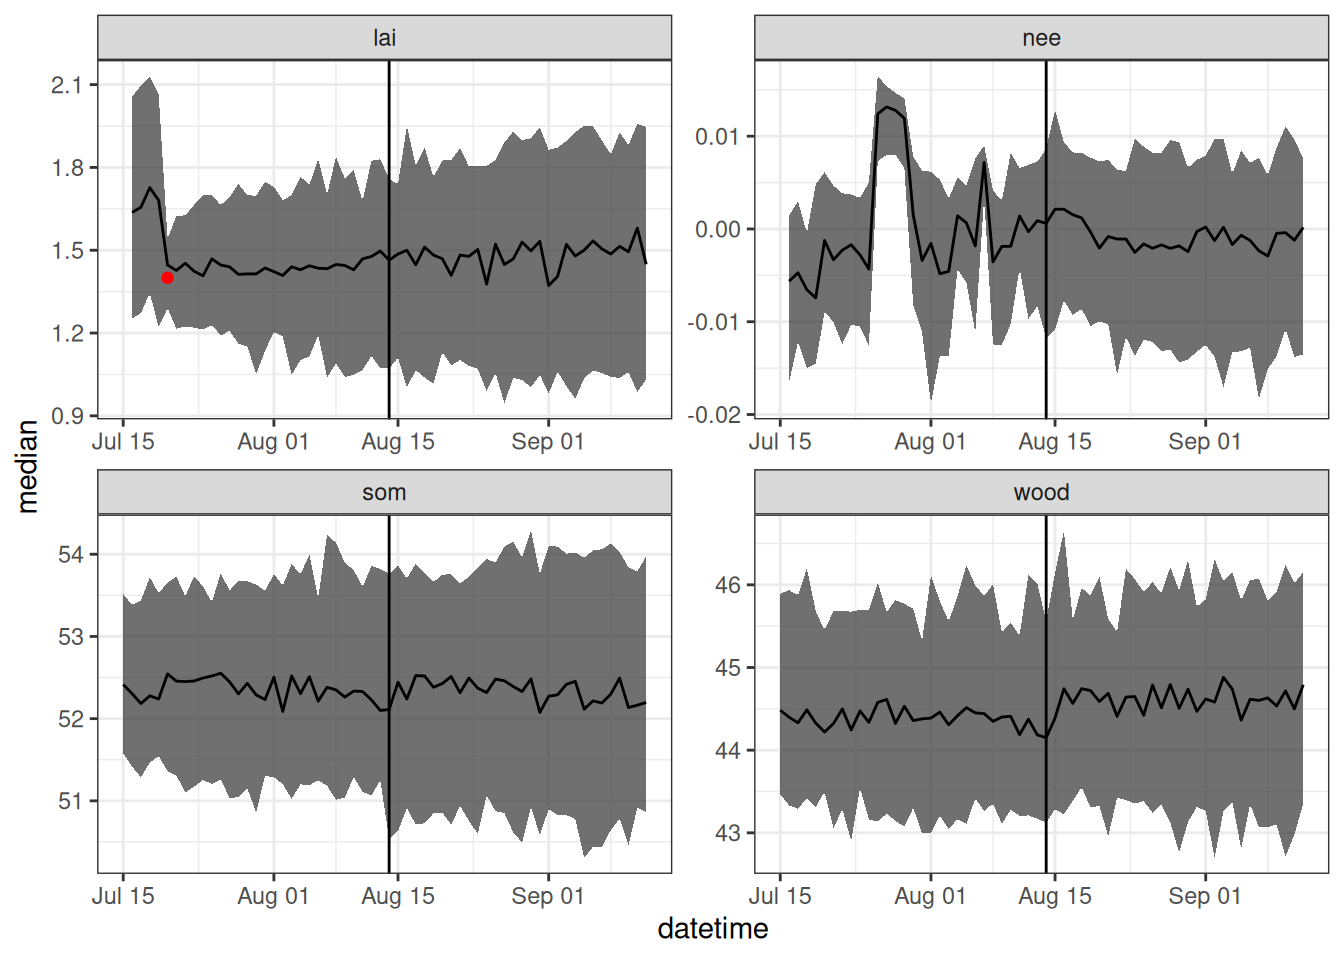 lai
nee
2.1
1.8
1.5
1.2
0.9
0.01
0.00
-0.01
-0.02
Jul 15 Aug 01 Aug 15 Sep 01
Jul 15 Aug 01 Aug 15 Sep 01
median
som
wood
54
53
52
51
46
45
44
43
Jul 15 Aug 01 Aug 15 Sep 01
Jul 15 Aug 01 Aug 15 Sep 01
datetime